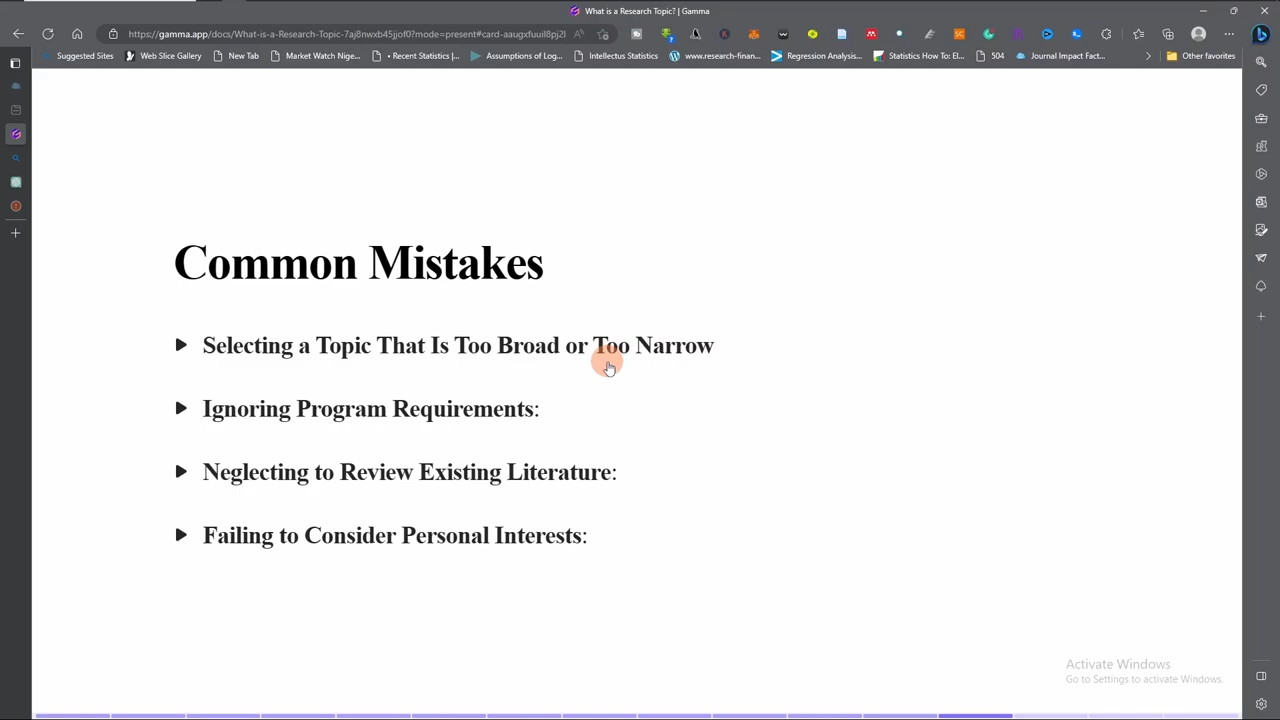 What is a Research Topic? | Gamma
https://gamma.app/docs/What-is-a-Research-Topic-7aj8nwxb45jjof0?mode=present#card-aaugxfuuil8pj2l
Suggested Sites Web Slice Gallery New Tab Market Watch Nige... • Recent Statistics |... Assumptions of Log... Intellectus Statistics www.research-finan... Regression Analysis... Statistics How To: El... 504 Journal Impact Fact... Other favorites
Common Mistakes
Selecting a Topic That Is Too Broad or Too Narrow
Ignoring Program Requirements:
Neglecting to Review Existing Literature:
Failing to Consider Personal Interests:
Activate Windows
Go to Settings to activate Windows.